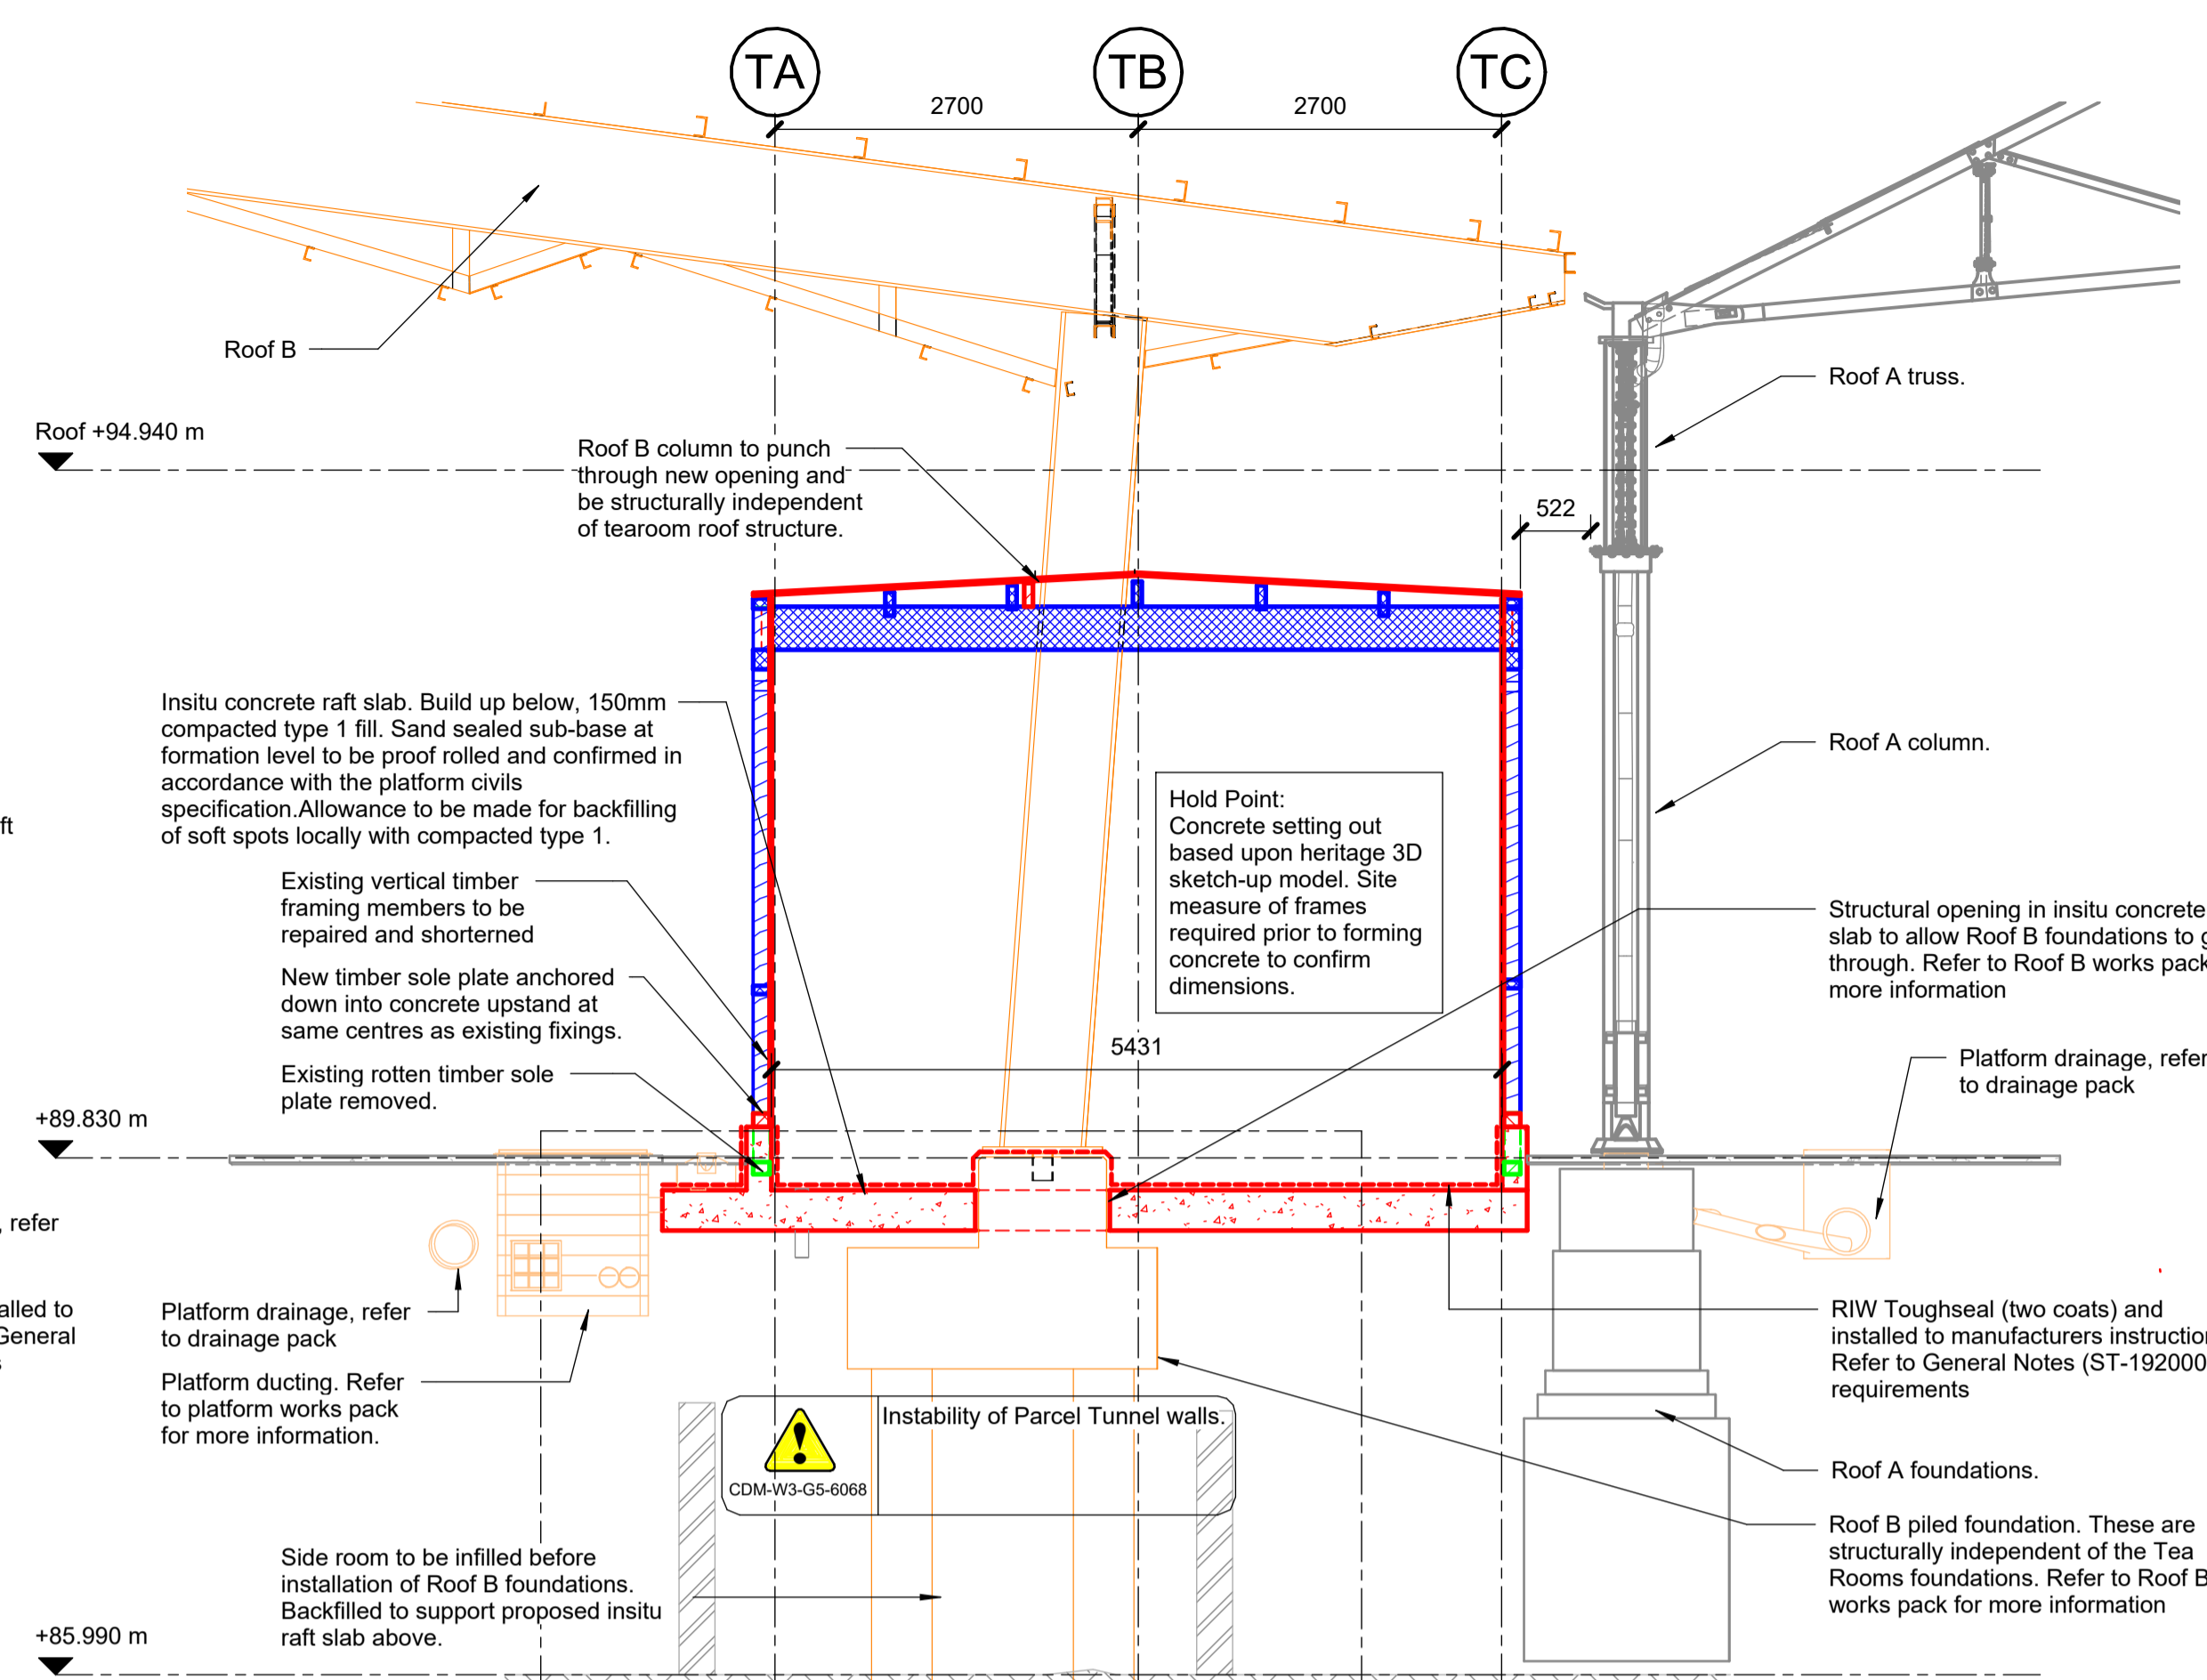 TA
TB
TC
2700
2700
Roof B
Roof A truss.
Roof +94.940 m
Roof B column to punch
through new opening and
be structurally independent
of tearoom roof structure.
522
Insitu concrete raft slab. Build up below, 150mm
compacted type 1 fill. Sand sealed sub-base at
formation level to be proof rolled and confirmed in
accordance with the platform civils
specification.Allowance to be made for backfilling
of soft spots locally with compacted type 1.
Roof A column.
ft
Hold Point:
Concrete setting out
based upon heritage 3D
sketch-up model. Site
measure of frames
required prior to forming
concrete to confirm
dimensions.
Existing vertical timber
framing members to be
repaired and shorterned
Structural opening in insitu concrete
slab to allow Roof B foundations to g
through. Refer to Roof B works pack
more information
New timber sole plate anchored
down into concrete upstand at
same centres as existing fixings.
5431
Existing rotten timber sole
plate removed.
Platform drainage, refer
to drainage pack
+89.830 m
, refer
alled to
General
Platform drainage, refer
to drainage pack
RIW Toughseal (two coats) and
installed to manufacturers instruction
Refer to General Notes (ST-192000
requirements
Platform ducting. Refer
to platform works pack
for more information.
Instability of Parcel Tunnel walls.
CDM-W3-G5-6068
Roof A foundations.
Side room to be infilled before
installation of Roof B foundations.
Backfilled to support proposed insitu
raft slab above.
Roof B piled foundation. These are
structurally independent of the Tea
Rooms foundations. Refer to Roof B
works pack for more information
+85.990 m